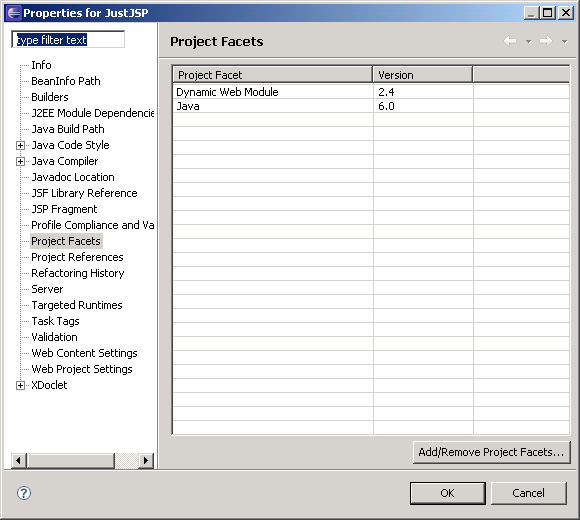 Properties for JustJSP
type filter text
Project Facets
Info
BeanInfo Path
Builders
J2EE Module Dependencie
Java Build Path
Java Code Style
Java Compiler
Javadoc Location
JSF Library Reference
JSP Fragment
Profile Compliance and Va
Project Facets
Project References
Refactoring History
Server
Targeted Runtimes
Task Tags
Validation
Web Content Settings
Web Project Settings
XDoclet
Project Facet Version
Dynamic Web Module 2.4
Java 6.0
Add/Remove Project Facets...
? OK Cancel